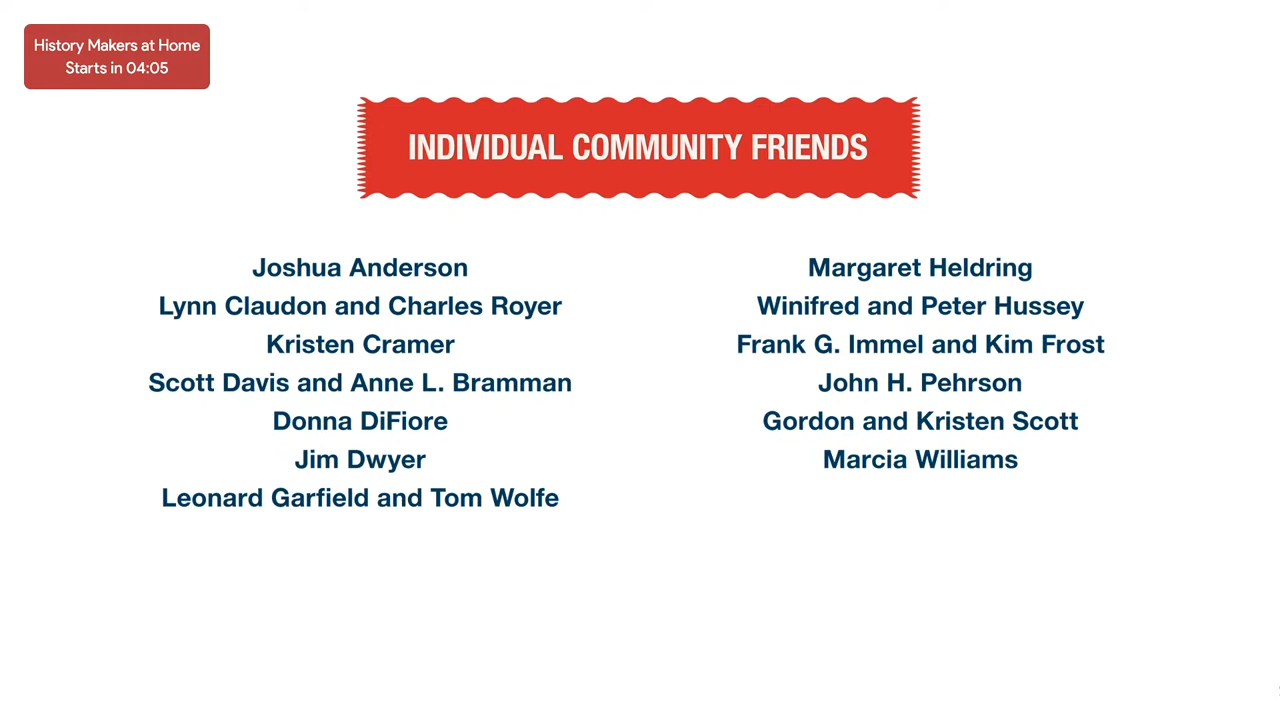 History Makers at Home
Starts in 04:05
INDIVIDUAL COMMUNITY FRIENDS
Joshua Anderson
Lynn Claudon and Charles Royer
Kristen Cramer
Scott Davis and Anne L. Bramman
Donna DiFiore
Jim Dwyer
Leonard Garfield and Tom Wolfe
Margaret Heldring
Winifred and Peter Hussey
Frank G. Immel and Kim Frost
John H. Pehrson
Gordon and Kristen Scott
Marcia Williams